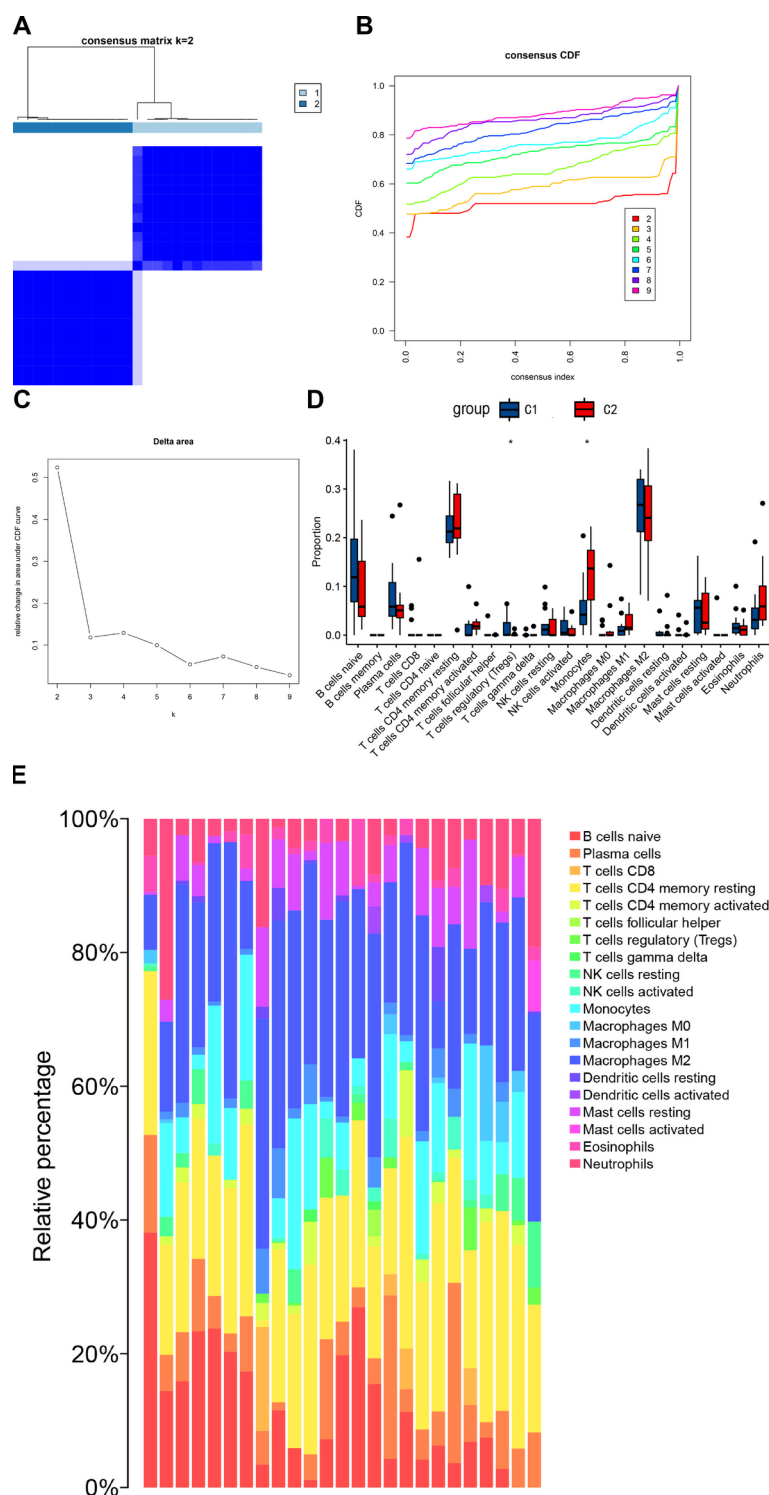 A
consensus matrix k=2
1
2
B
consensus CDF
CDF
1.0
0.8
0.6
0.4
0.2
0.0
2
3
4
5
6
7
8
9
0.0 0.2 0.4 0.6 0.8 1.0
consensus index
C
Delta area
relative change in area under CDF curve
0.5
0.4
0.3
0.2
0.1
2 3 4 5 6 7 8 9
k
D
group C1 C2
* *
Proportion
0.4
0.3
0.2
0.1
0.0
B cells naive
B cells memory
Plasma cells
T cells CD8
T cells CD4 naive
T cells CD4 memory resting
T cells CD4 memory activated
T cells follicular helper
T cells regulatory (Tregs)
T cells gamma delta
NK cells resting
NK cells activated
Monocytes
Macrophages M0
Macrophages M1
Macrophages M2
Dendritic cells resting
Dendritic cells activated
Mast cells resting
Mast cells activated
Eosinophils
Neutrophils
E
Relative percentage
100%
80%
60%
40%
20%
0%
B cells naive
Plasma cells
T cells CD8
T cells CD4 memory resting
T cells CD4 memory activated
T cells follicular helper
T cells regulatory (Tregs)
T cells gamma delta
NK cells resting
NK cells activated
Monocytes
Macrophages M0
Macrophages M1
Macrophages M2
Dendritic cells resting
Dendritic cells activated
Mast cells resting
Mast cells activated
Eosinophils
Neutrophils